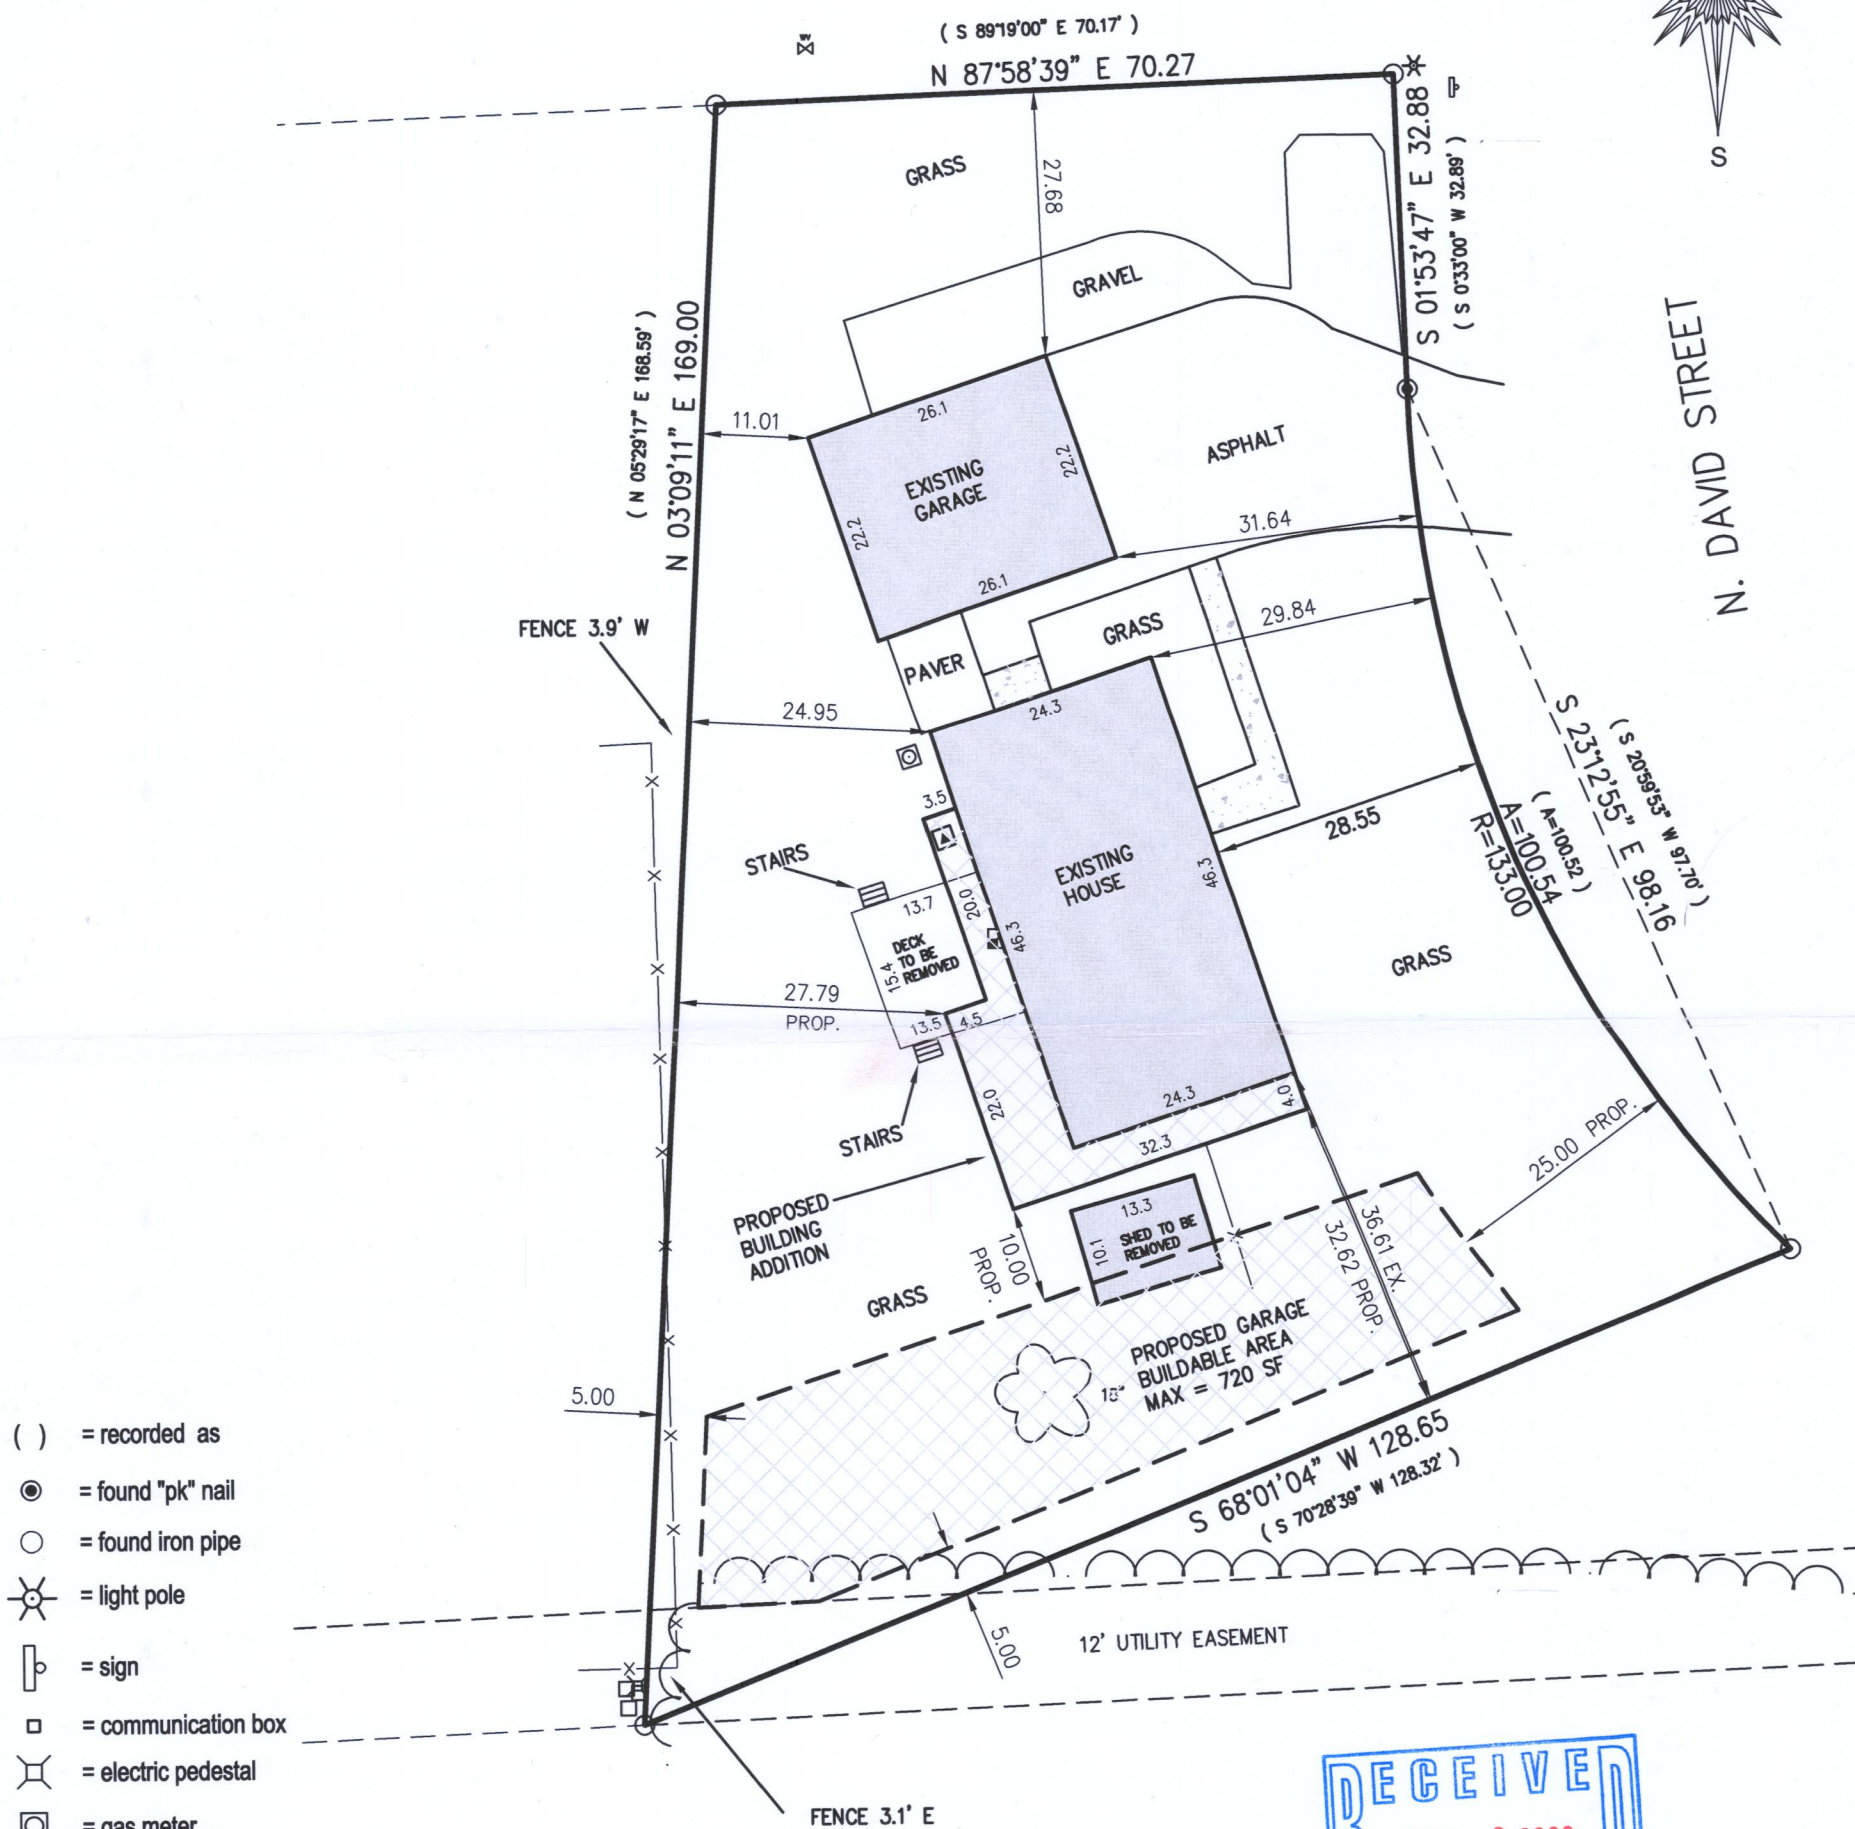 ( S 89°19'00" E 70.17' )
N 87°58'39" E 70.27
W
S
S 01°53'47" E 32.88
( S 0°33'00" W 32.89' )
GRASS
27.68
GRAVEL
( N 05°29'17" E 168.59' )
N 03°09'11" E 169.00
11.01
26.1
22.2
EXISTING
GARAGE
22.2
26.1
ASPHALT
31.64
N. DAVID STREET
FENCE 3.9' W
PAVER
GRASS
29.84
24.95
24.3
3.5
28.55
S 23°12'55" E 98.16
( S 20°59'53" W 97.70' )
( A=100.52 )
A=100.54
R=133.00
STAIRS
13.7
20.0
46.3
EXISTING
HOUSE
46.3
DECK
TO BE
REMOVED
15.4
GRASS
27.79
PROP.
13.5
4.5
22.0
24.3
4.0
32.3
STAIRS
25.00 PROP.
PROPOSED
BUILDING
ADDITION
13.3
10.1
SHED TO BE
REMOVED
10.00
PROP.
36.61 EX.
32.62 PROP.
GRASS
PROPOSED GARAGE
BUILDABLE AREA
MAX = 720 SF
18"
5.00
S 68°01'04" W 128.65
( S 70°28'39" W 128.32' )
5.00
12' UTILITY EASEMENT
FENCE 3.1' E
( ) = recorded as
= found "pk" nail
= found iron pipe
= light pole
= sign
= communication box
= electric pedestal
= gas meter
RECEIVED